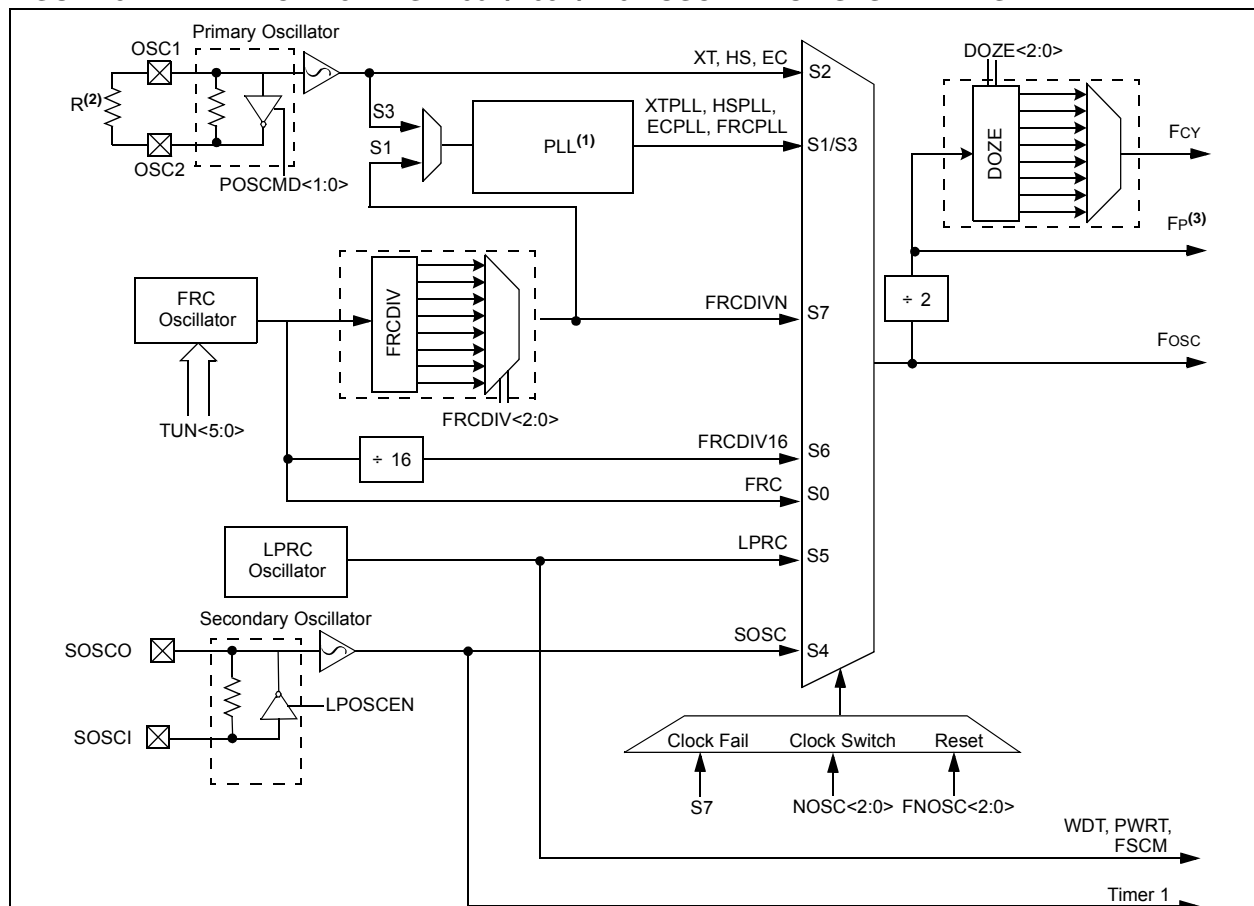 Primary Oscillator
OSC1
R(2)
OSC2
POSCMD<1:0>
S3
S1
PLL(1)
XT, HS, EC
XTPLL, HSPLL,
ECPLL, FRCPLL
S2
S1/S3
DOZE<2:0>
DOZE
FCY
FP(3)
÷ 2
FOSC
FRC
Oscillator
TUN<5:0>
FRCDIV
FRCDIV<2:0>
FRCDIVN
S7
÷ 16
FRCDIV16
S6
FRC
S0
LPRC
Oscillator
LPRC
S5
Secondary Oscillator
SOSCO
SOSCI
LPOSCEN
SOSC
S4
Clock Fail
Clock Switch
Reset
S7
NOSC<2:0>
FNOSC<2:0>
WDT, PWRT,
FSCM
Timer 1